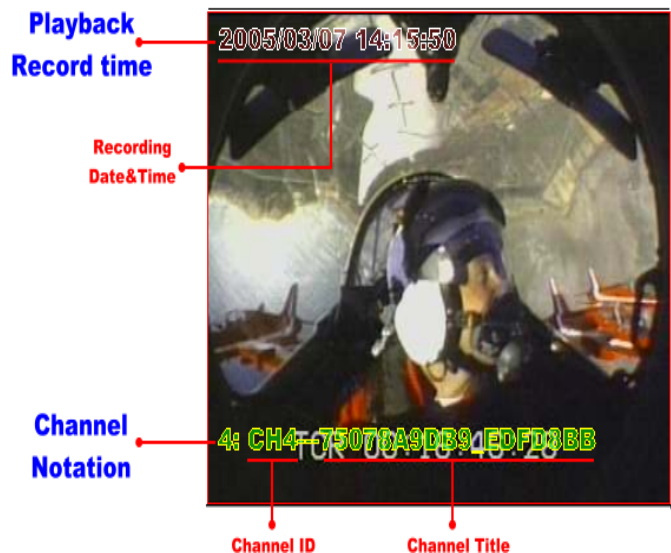 Playback
Record time
2005/03/07 14:15:50
Recording
Date&Time
Channel
Notation
4: CH4--75078A9DB9_EDFD8BB
TCR
Channel ID
Channel Title